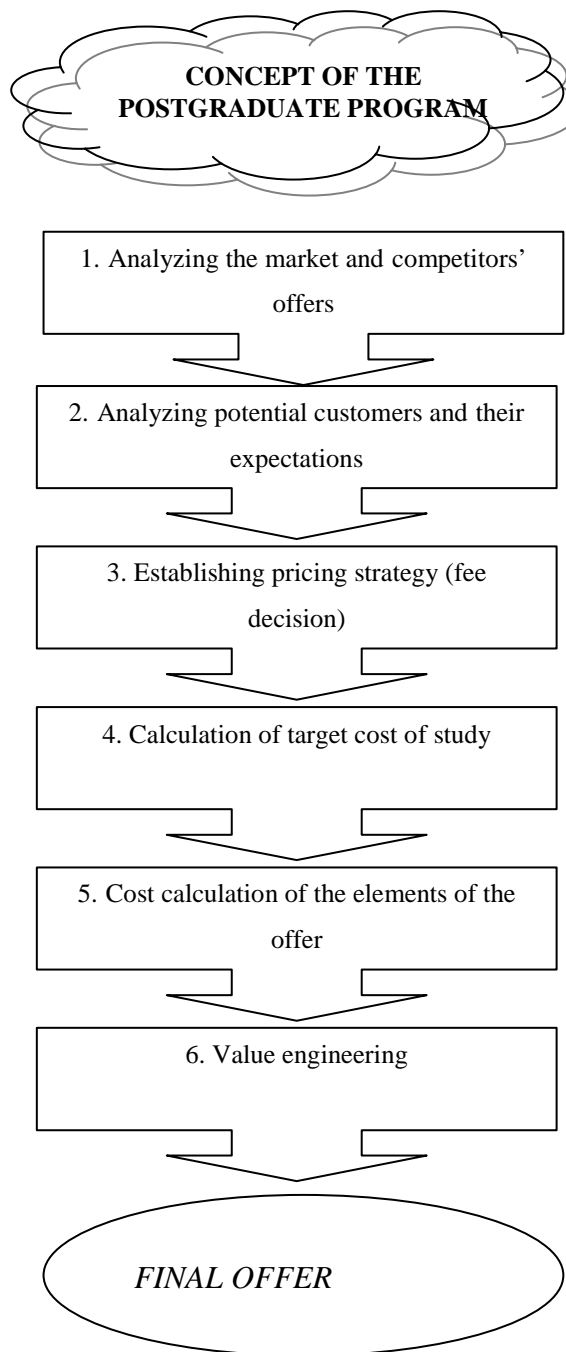 CONCEPT OF THE
POSTGRADUATE PROGRAM
1. Analyzing the market and competitors’
offers
2. Analyzing potential customers and their
expectations
3. Establishing pricing strategy (fee
decision)
4. Calculation of target cost of study
5. Cost calculation of the elements of the
offer
6. Value engineering
FINAL OFFER